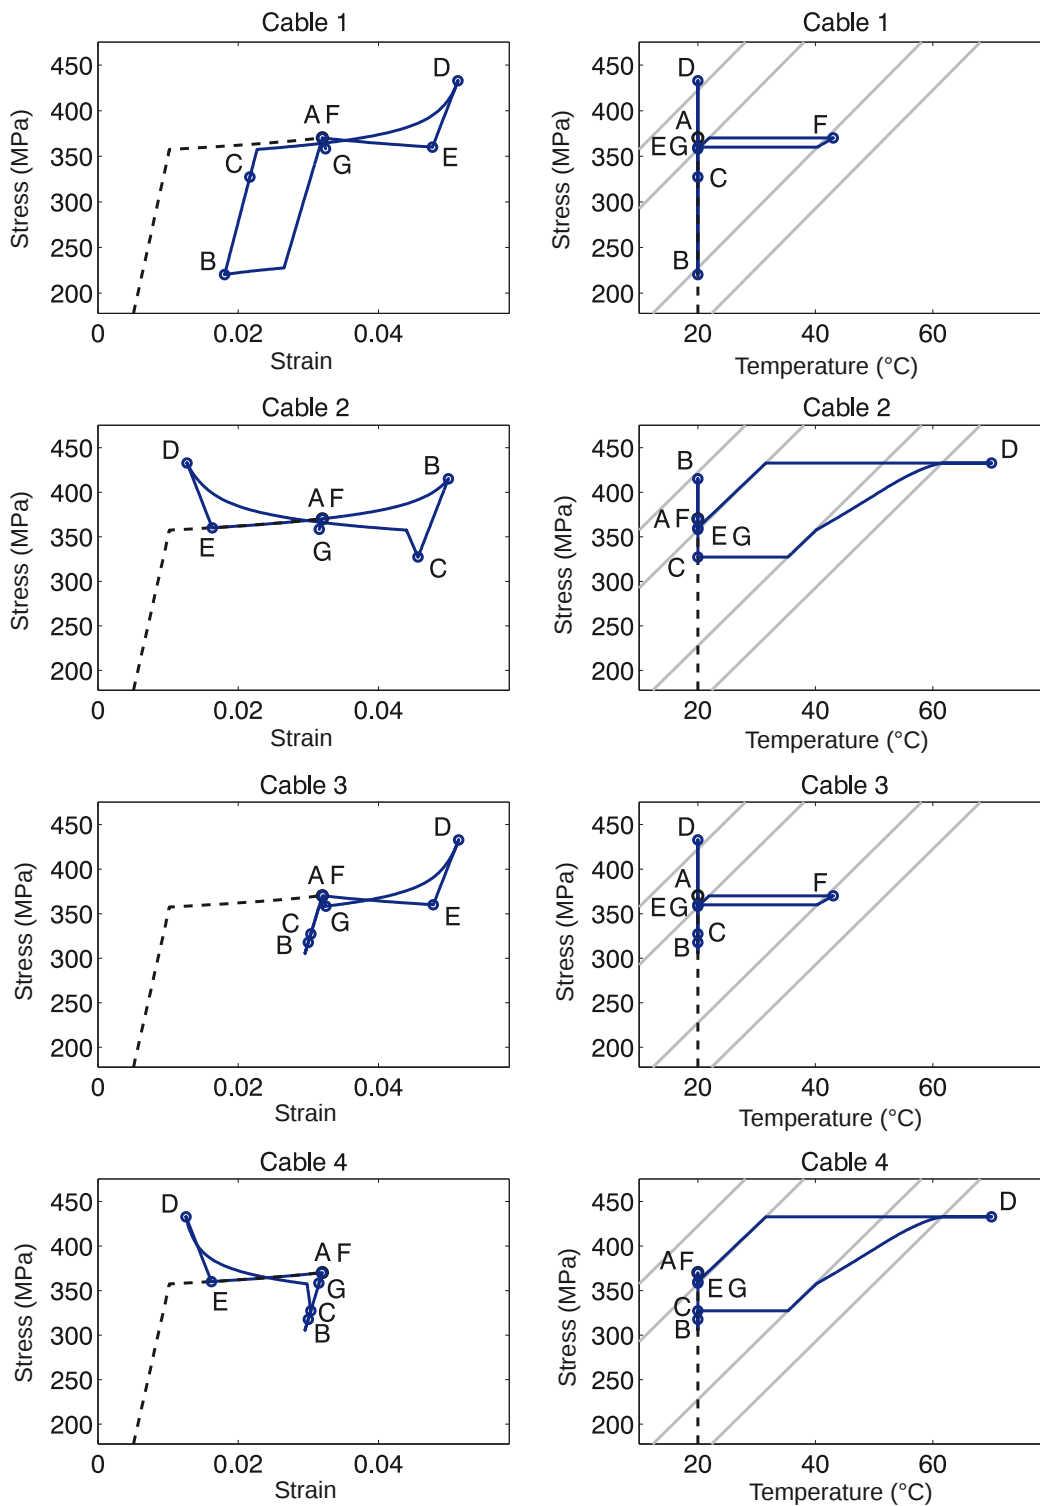 Cable 1
Stress (MPa)
450
400
350
300
250
200
D
A F
C
G
E
B
0
0.02
0.04
Strain
Cable 1
Stress (MPa)
450
400
350
300
250
200
D
A
F
E G
C
B
20
40
60
Temperature (°C)
Cable 2
Stress (MPa)
450
400
350
300
250
200
D
B
A F
E
G
C
0
0.02
0.04
Strain
Cable 2
Stress (MPa)
450
400
350
300
250
200
D
B
A F
E G
C
20
40
60
Temperature (°C)
Cable 3
Stress (MPa)
450
400
350
300
250
200
D
A F
C
G
E
B
0
0.02
0.04
Strain
Cable 3
Stress (MPa)
450
400
350
300
250
200
D
A
F
E G
C
B
20
40
60
Temperature (°C)
Cable 4
Stress (MPa)
450
400
350
300
250
200
D
A F
G
E
C
B
0
0.02
0.04
Strain
Cable 4
Stress (MPa)
450
400
350
300
250
200
D
A F
E G
C
B
20
40
60
Temperature (°C)